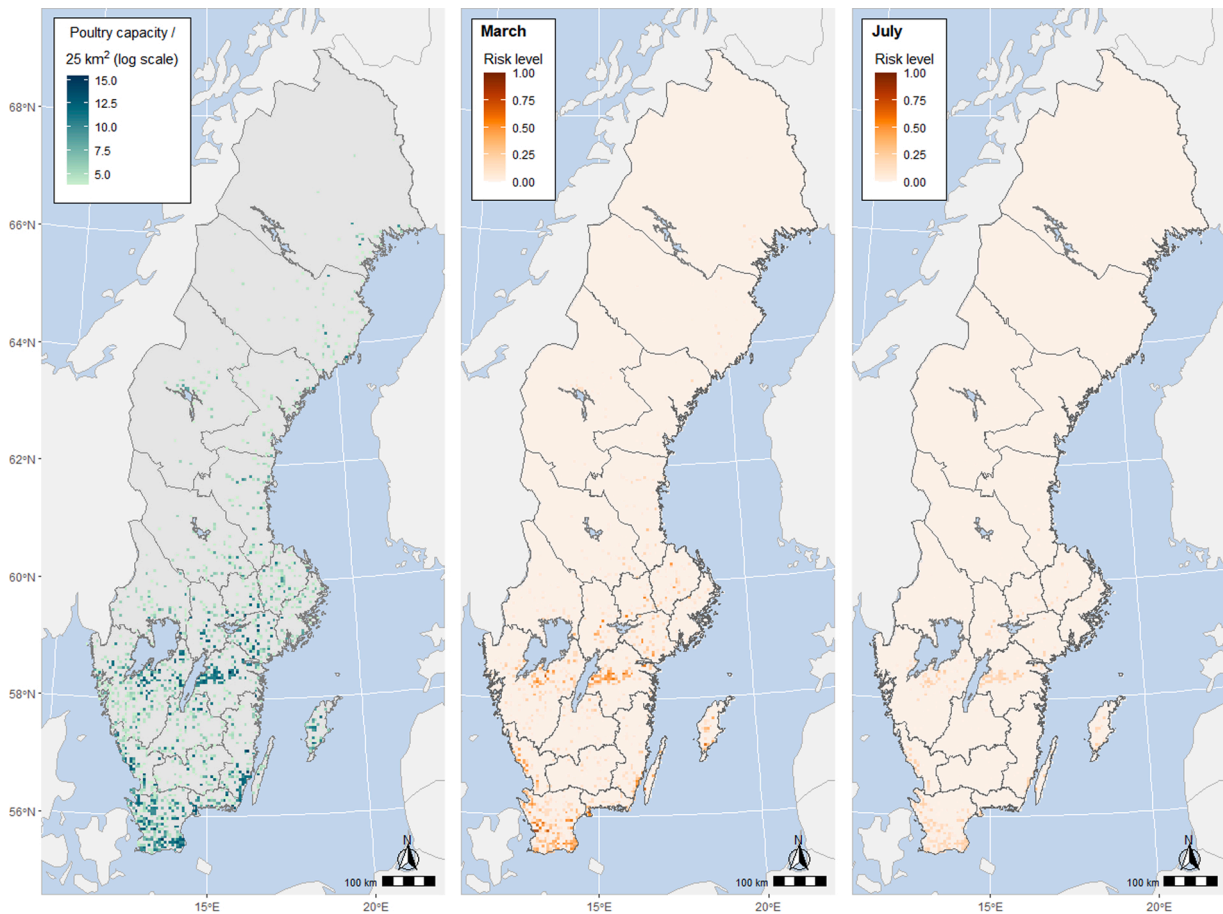 Poultry capacity /
25 km² (log scale)
15.0
12.5
10.0
7.5
5.0
March
Risk level
1.00
0.75
0.50
0.25
0.00
July
Risk level
1.00
0.75
0.50
0.25
0.00
68°N
66°N
64°N
62°N
60°N
58°N
56°N
N
100 km
N
100 km
N
100 km
15°E
20°E
15°E
20°E
15°E
20°E